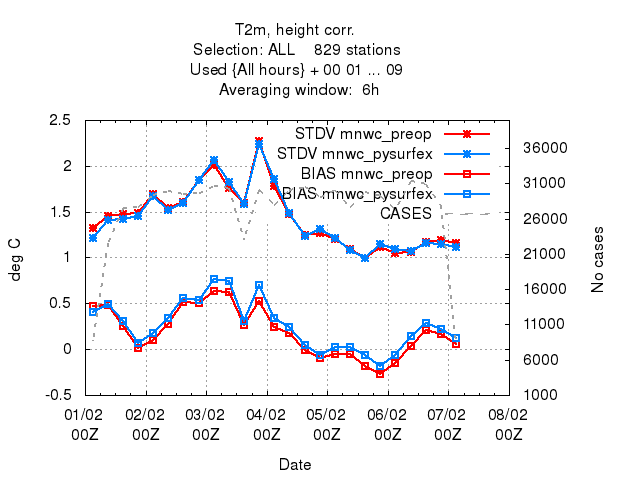 T2m, height corr.
Selection: ALL    829 stations
Used {All hours} + 00 01 ... 09
Averaging window:  6h
STDV mnwc_preop
STDV mnwc_pysurfex
BIAS mnwc_preop
BIAS mnwc_pysurfex
CASES
deg C
2.5
2
1.5
1
0.5
0
-0.5
No cases
36000
31000
26000
21000
16000
11000
6000
1000
01/02 02/02 03/02 04/02 05/02 06/02 07/02 08/02
00Z 00Z 00Z 00Z 00Z 00Z 00Z 00Z
Date